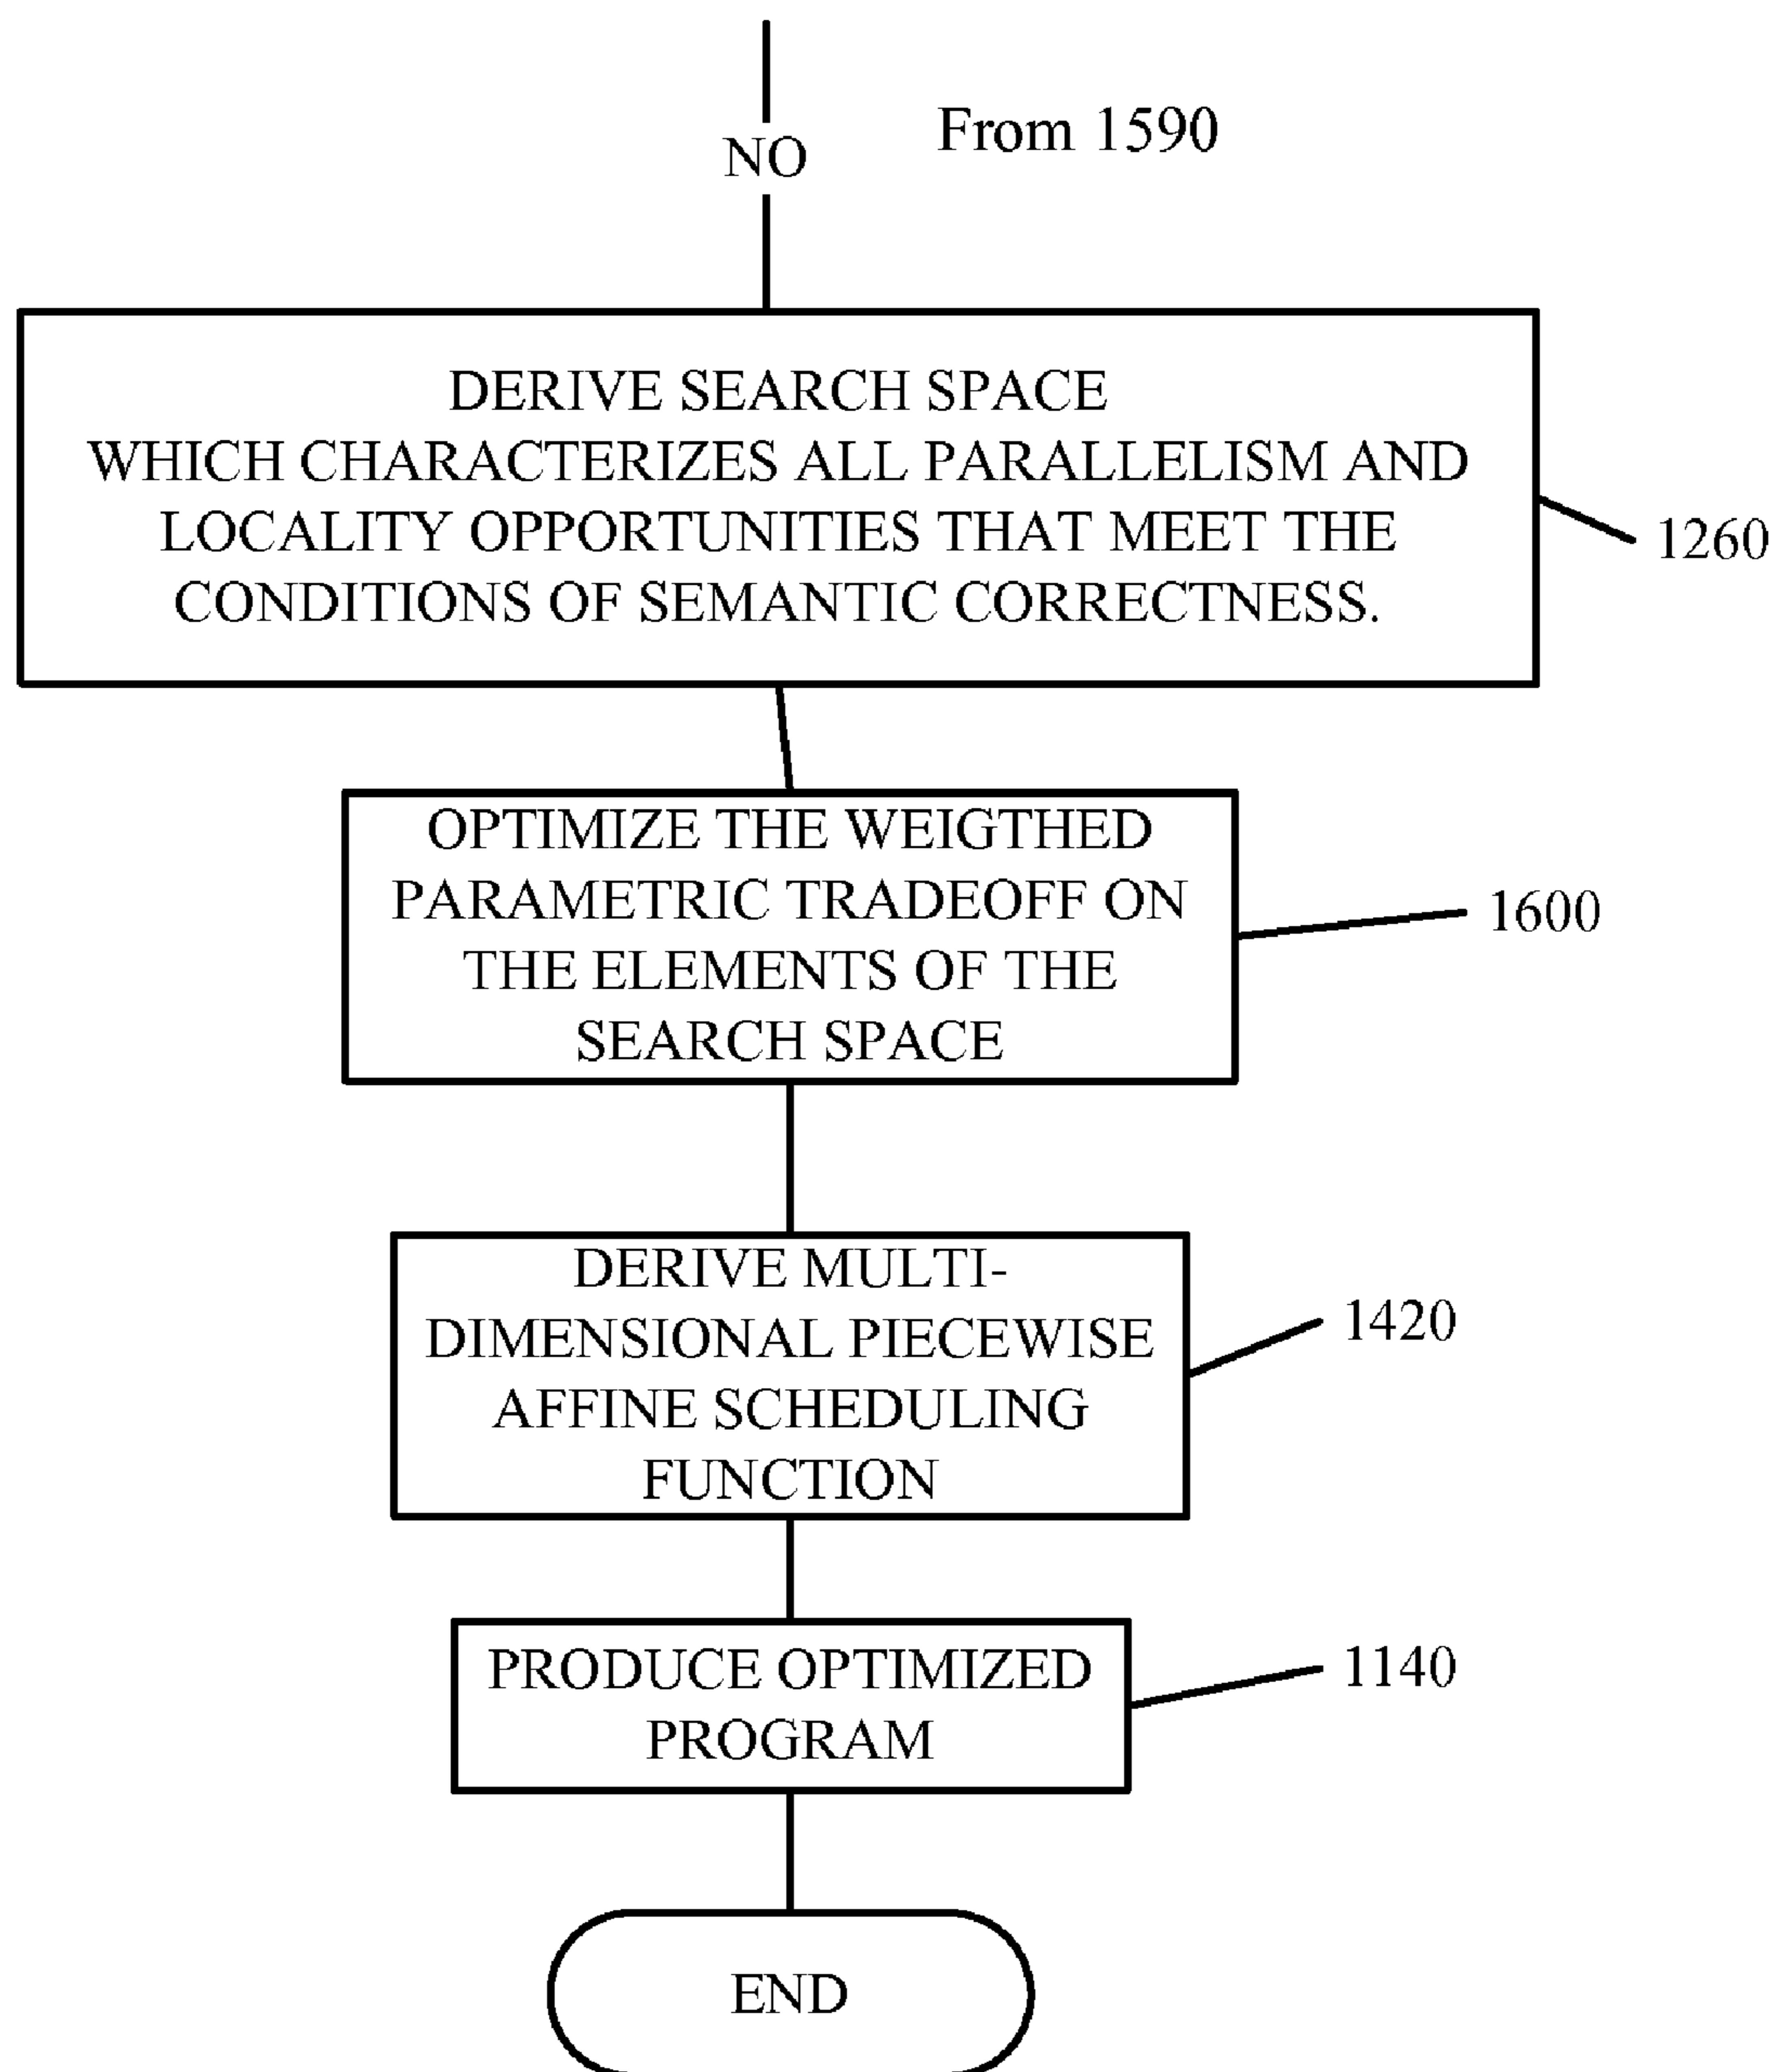 From 1590
NO
DERIVE SEARCH SPACE
WHICH CHARACTERIZES ALL PARALLELISM AND
LOCALITY OPPORTUNITIES THAT MEET THE
CONDITIONS OF SEMANTIC CORRECTNESS.
1260
OPTIMIZE THE WEIGTHED
PARAMETRIC TRADEOFF ON
THE ELEMENTS OF THE
SEARCH SPACE
1600
DERIVE MULTI-
DIMENSIONAL PIECEWISE
AFFINE SCHEDULING
FUNCTION
1420
PRODUCE OPTIMIZED
PROGRAM
1140
END